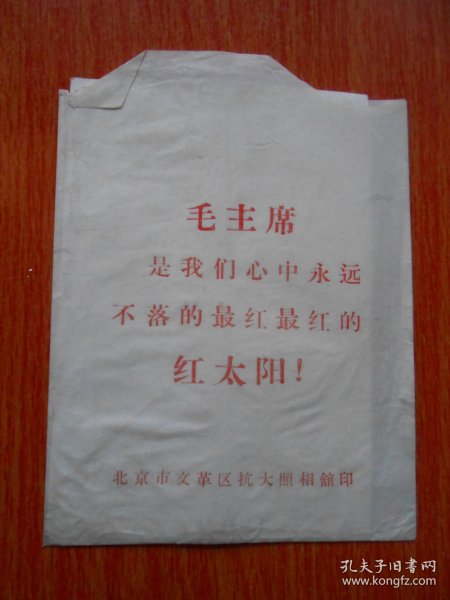 毛主席
是我们心中永远
不落的最红最红的
红太阳！
北京市文革区抗大照相館印
孔夫子旧书网
www.kongfz.com